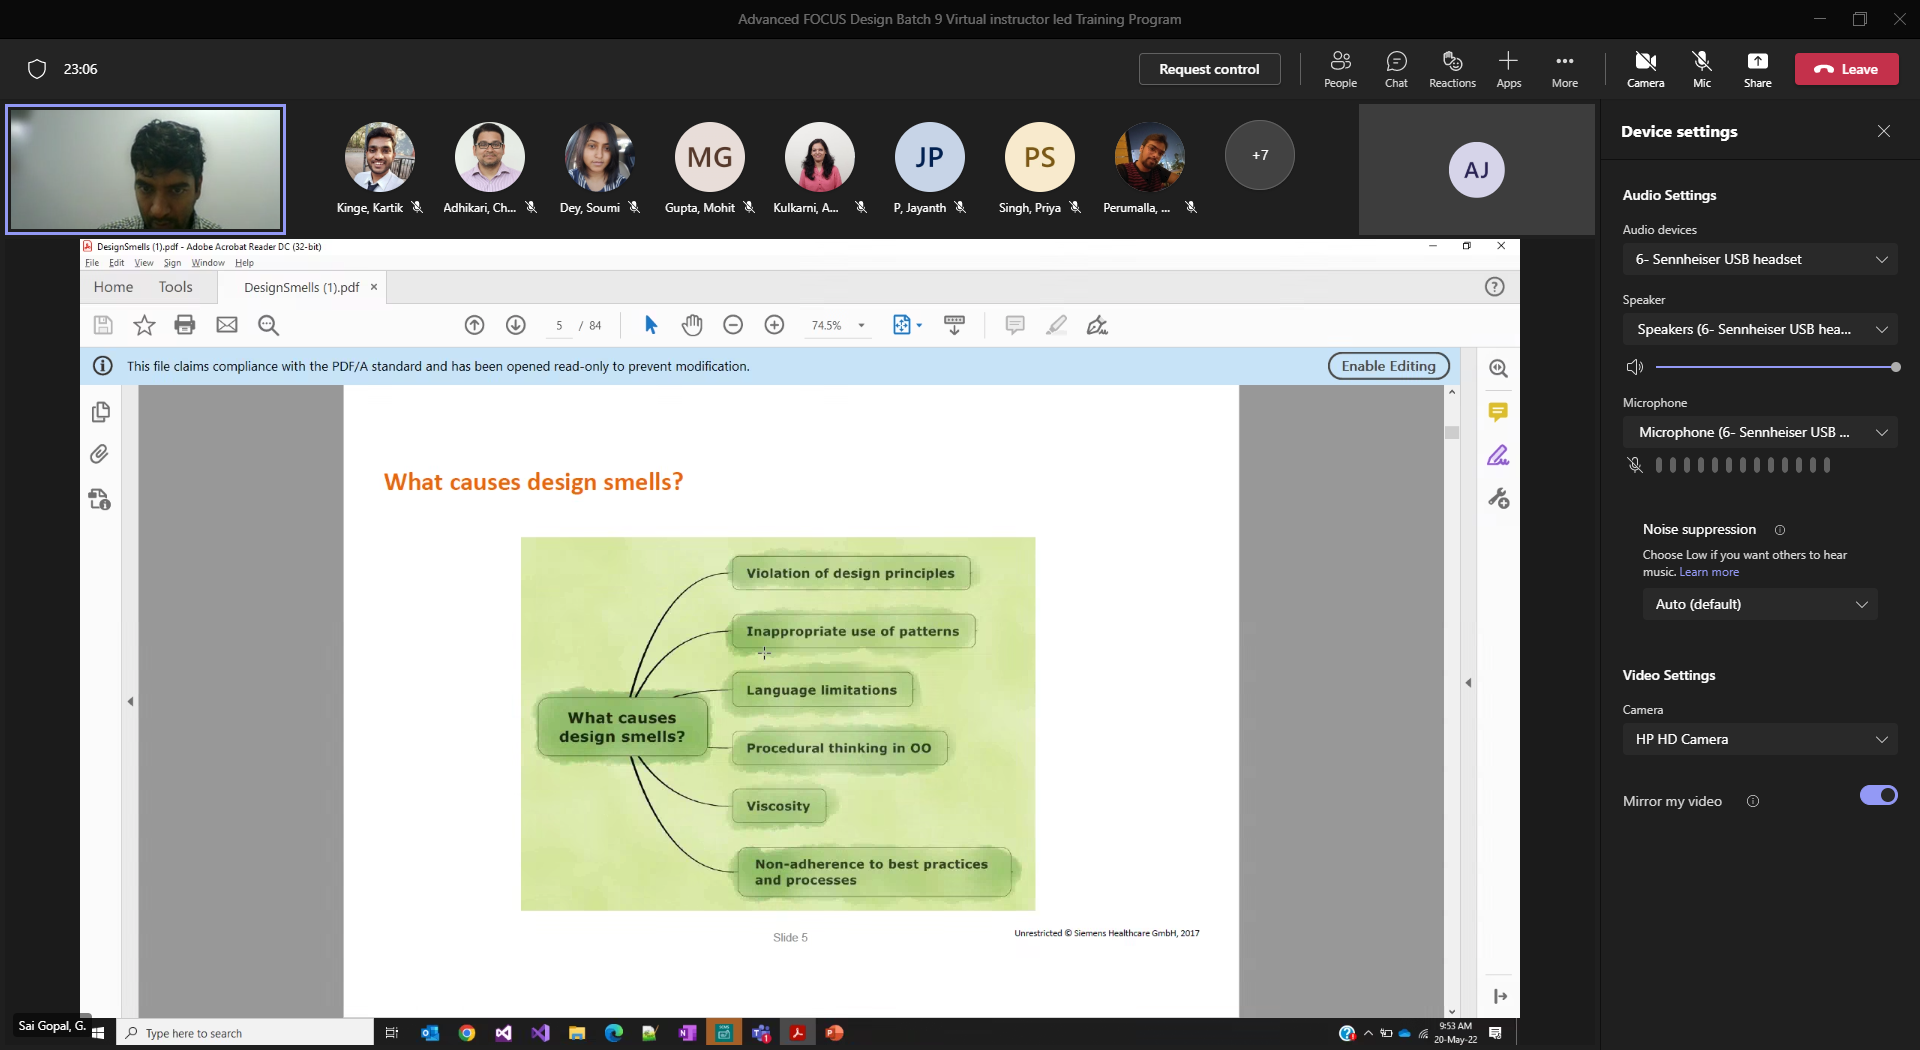 Advanced FOCUS Design Batch 9 Virtual instructor led Training Program
23:06
Request control
People
Chat
Reactions
Apps
More
Camera
Mic
Share
Leave
Kinge, Kartik
Adhikari, Ch...
Dey, Soumi
MG
Gupta, Mohit
Kulkarni, A...
JP
P, Jayanth
PS
Singh, Priya
Perumalla, ...
+7
AJ
DesignSmells (1).pdf - Adobe Acrobat Reader DC (32-bit)
File Edit View Sign Window Help
Home Tools DesignSmells (1).pdf
5 / 84
74.5%
This file claims compliance with the PDF/A standard and has been opened read-only to prevent modification.
Enable Editing
What causes design smells?
Violation of design principles
Inappropriate use of patterns
Language limitations
What causes
design smells?
Procedural thinking in OO
Viscosity
Non-adherence to best practices
and processes
Slide 5
Unrestricted © Siemens Healthcare GmbH, 2017
Sai Gopal, G.
Type here to search
9:53 AM
20-May-22
Device settings
Audio Settings
Audio devices
6- Sennheiser USB headset
Speaker
Speakers (6- Sennheiser USB hea...
Microphone
Microphone (6- Sennheiser USB ...
Noise suppression
Choose Low if you want others to hear
music. Learn more
Auto (default)
Video Settings
Camera
HP HD Camera
Mirror my video